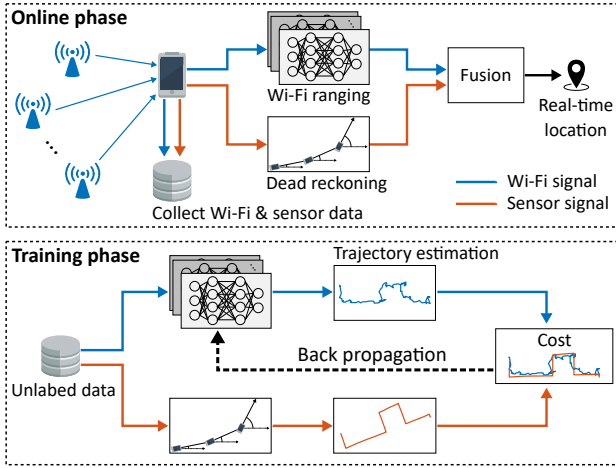 Online phase
Wi-Fi ranging
Fusion
Real-time
location
Dead reckoning
Collect Wi-Fi & sensor data
Wi-Fi signal
Sensor signal
Training phase
Trajectory estimation
Cost
Back propagation
Unlabed data